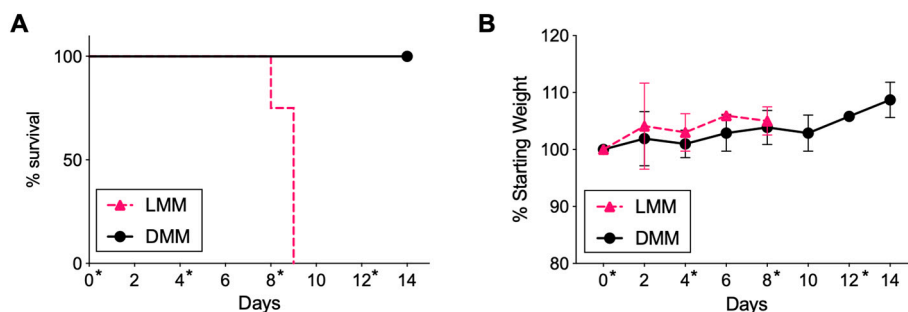 A
% survival
100
50
0
LMM
DMM
0* 2 4* 6 8* 10 12* 14
Days
B
% Starting Weight
120
110
100
90
80
LMM
DMM
0* 2 4* 6 8* 10 12* 14
Days